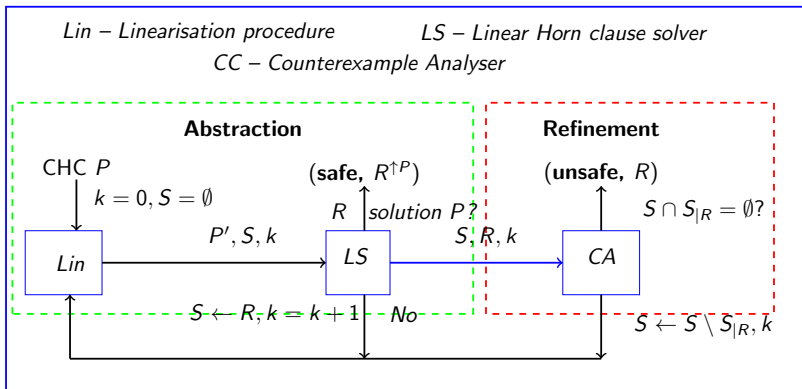 Lin – Linearisation procedure
LS – Linear Horn clause solver
CC – Counterexample Analyser
Abstraction
Refinement
CHC P
(safe, R↑P)
(unsafe, R)
k = 0, S = ∅
R solution P?
S ∩ S|R = ∅?
P′, S, k
S, R, k
Lin
LS
CA
S ← R, k = k + 1
No
S ← S \ S|R, k